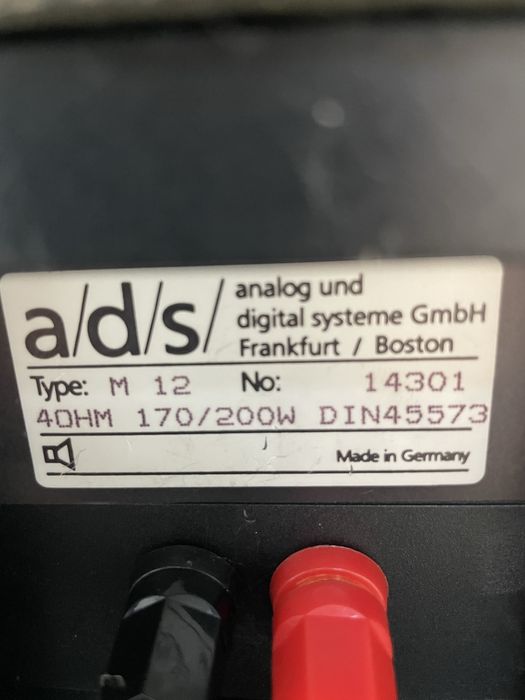 a/d/s/
analog und
digital systeme GmbH
Frankfurt / Boston
Type: M 12 No: 14301
4OHM 170/200W DIN45573
Made in Germany